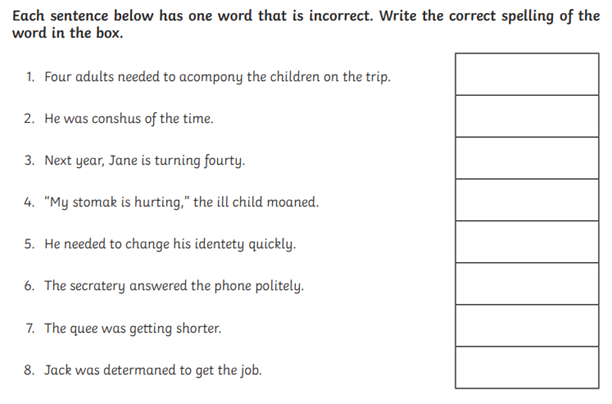 Each sentence below has one word that is incorrect. Write the correct spelling of the
word in the box.
1. Four adults needed to acompony the children on the trip.
2. He was conshus of the time.
3. Next year, Jane is turning fourty.
4. “My stomak is hurting,” the ill child moaned.
5. He needed to change his identety quickly.
6. The secratery answered the phone politely.
7. The quee was getting shorter.
8. Jack was determaned to get the job.